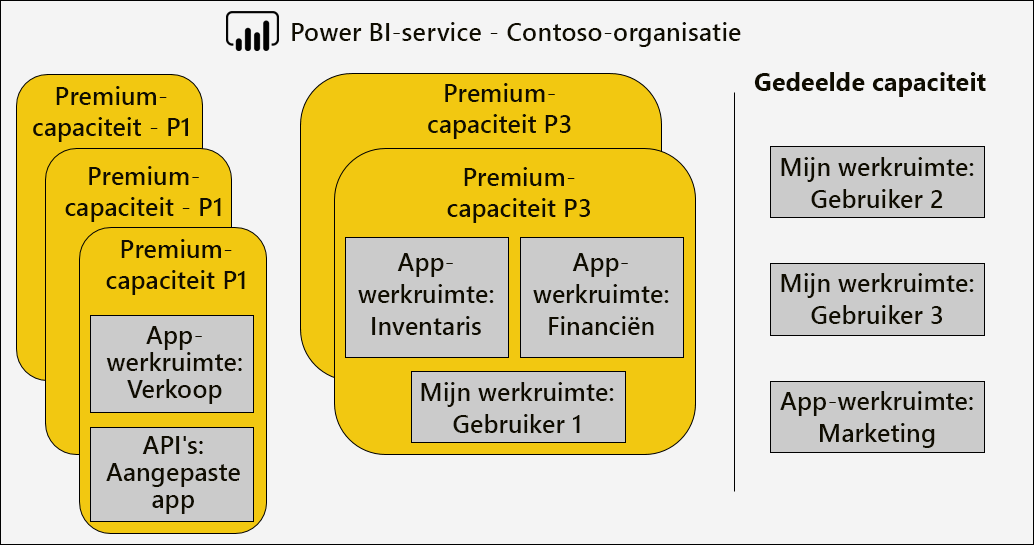 Power BI-service - Contoso-organisatie
Premium-
capaciteit - P1
Premium-
capaciteit - P1
Premium-
capaciteit P1
App-
werkruimte:
Verkoop
API's:
Aangepaste
app
Premium-
capaciteit P3
Premium-
capaciteit P3
App-
werkruimte:
Inventaris
App-
werkruimte:
Financiën
Mijn werkruimte:
Gebruiker 1
Gedeelde capaciteit
Mijn werkruimte:
Gebruiker 2
Mijn werkruimte:
Gebruiker 3
App-werkruimte:
Marketing